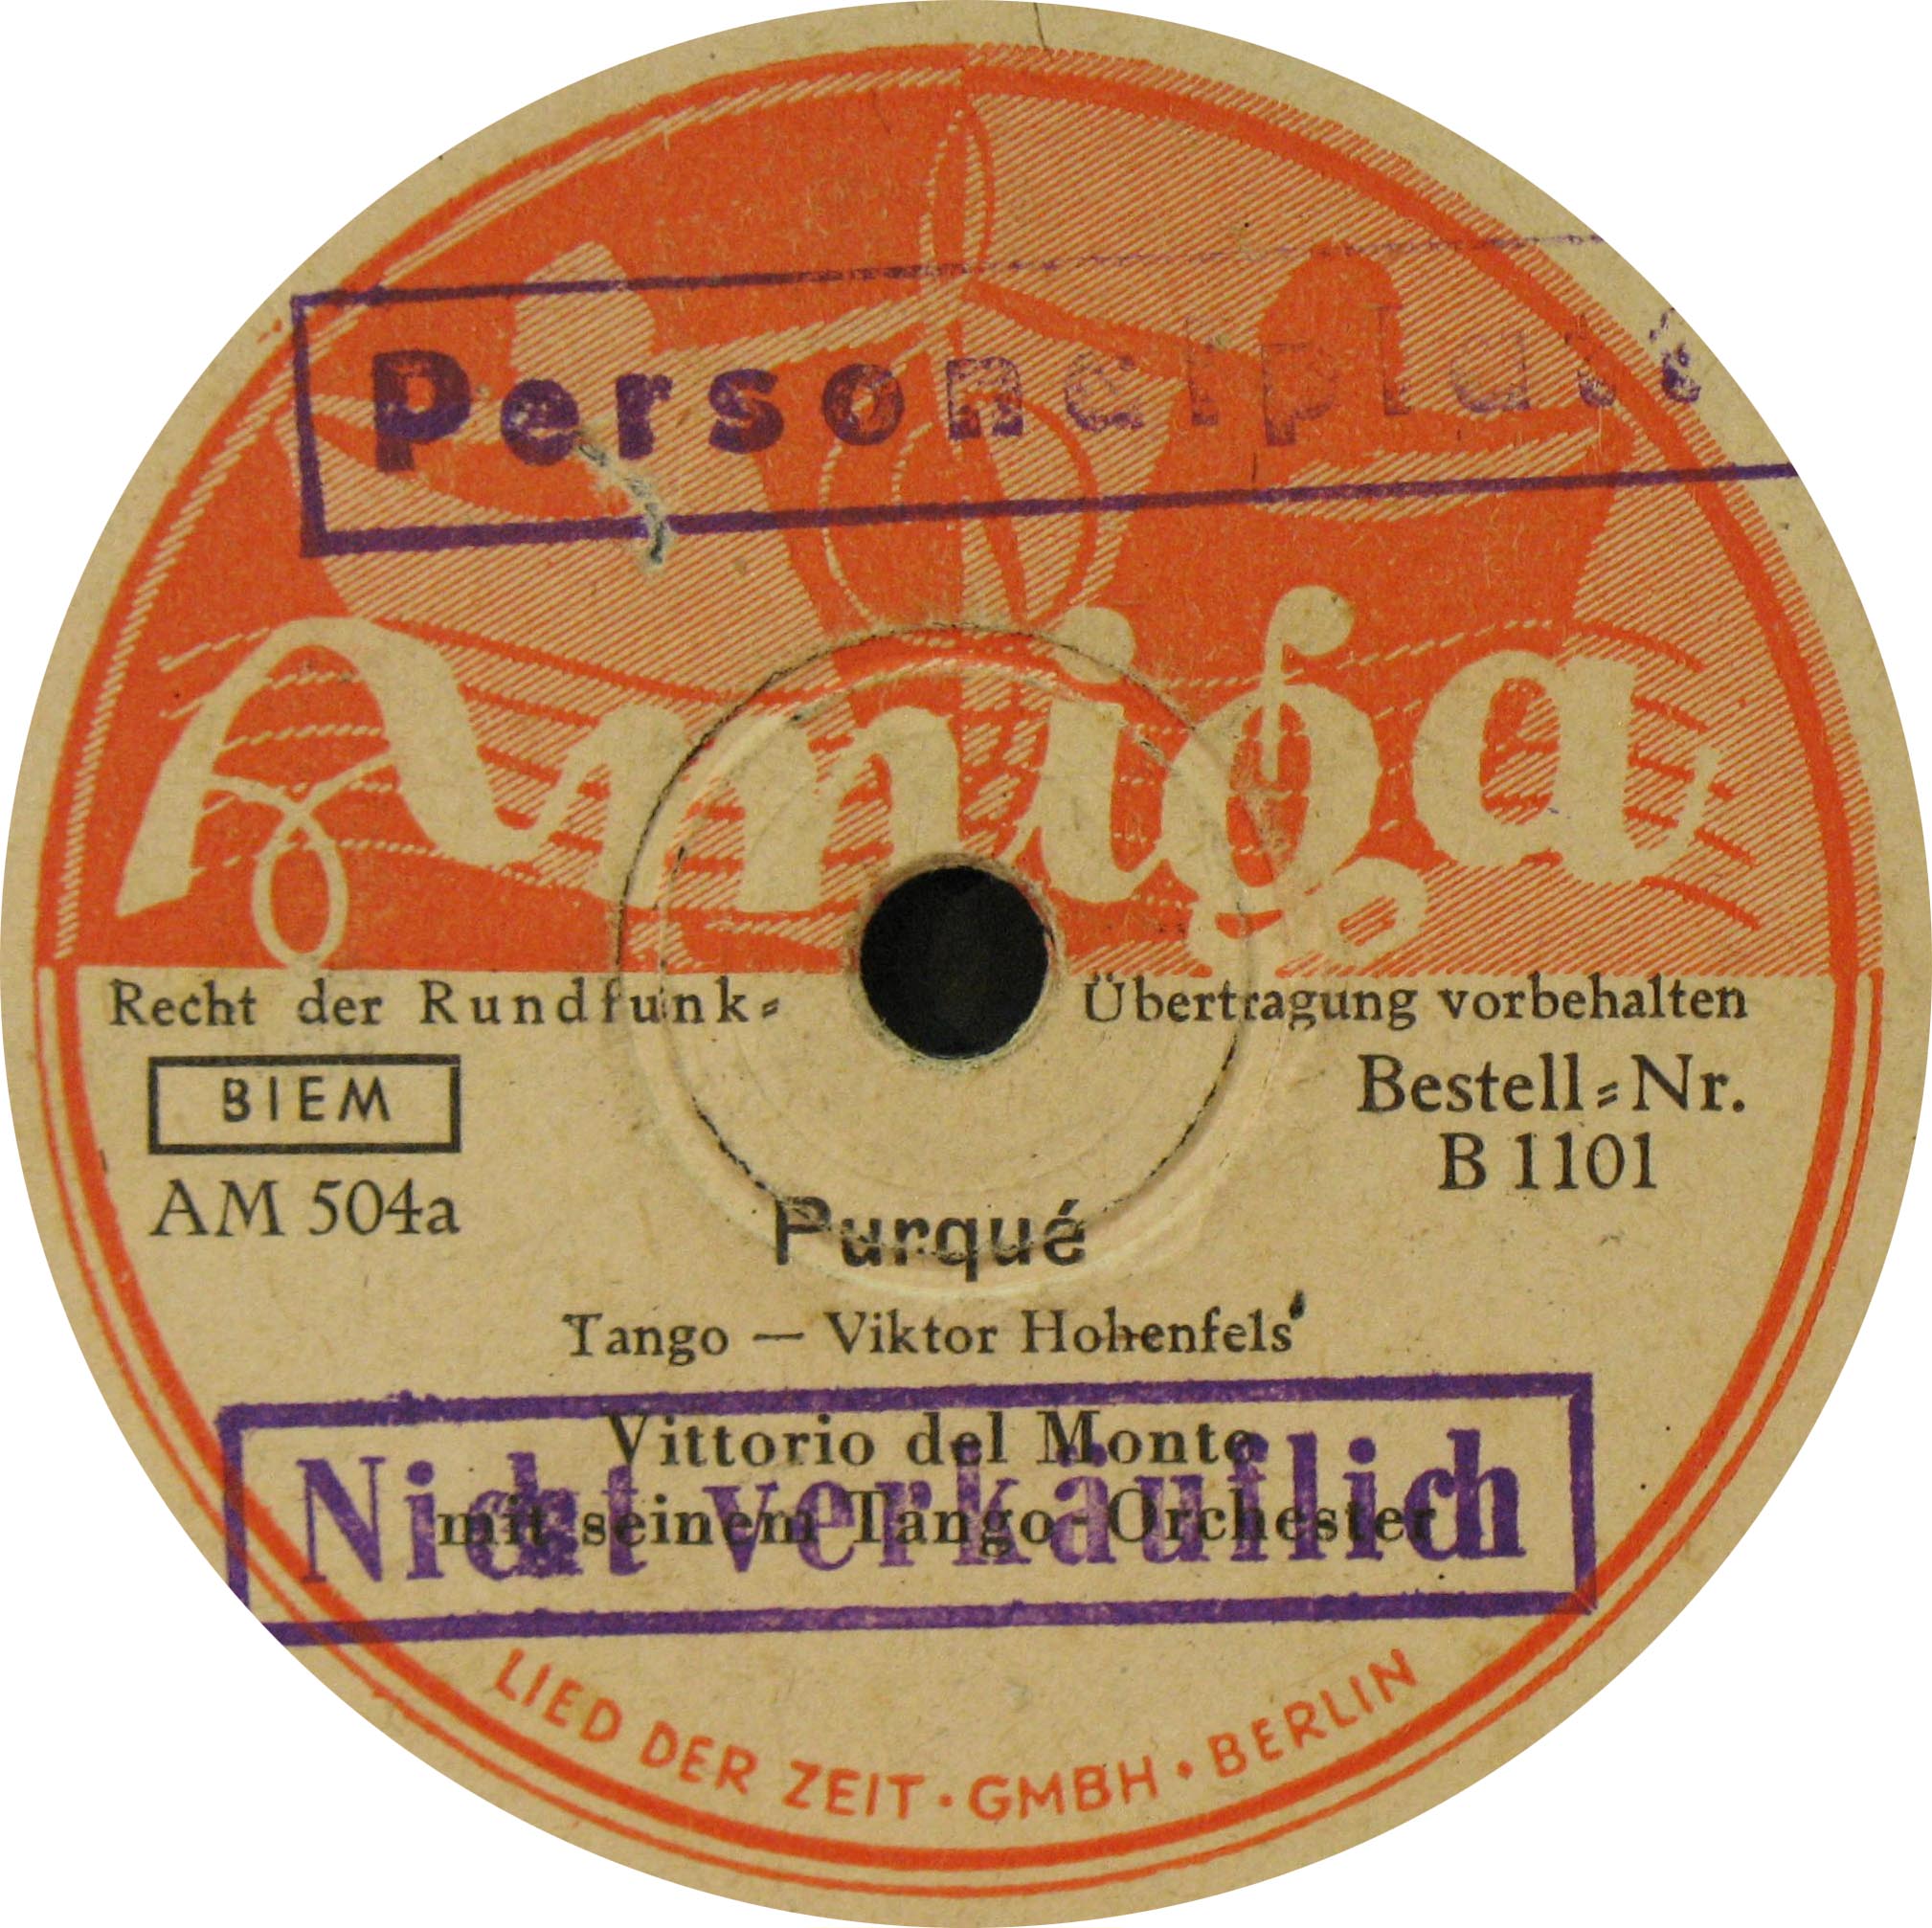 Personalplatte
Amiga
Recht der Rundfunk= Übertragung vorbehalten
BIEM
AM 504a
Bestell=Nr.
B 1101
Purqué
Tango — Viktor Hohenfels
Vittorio del Monte
mit seinem Tango-Orchester
Nicht verkäuflich
LIED DER ZEIT · GMBH · BERLIN